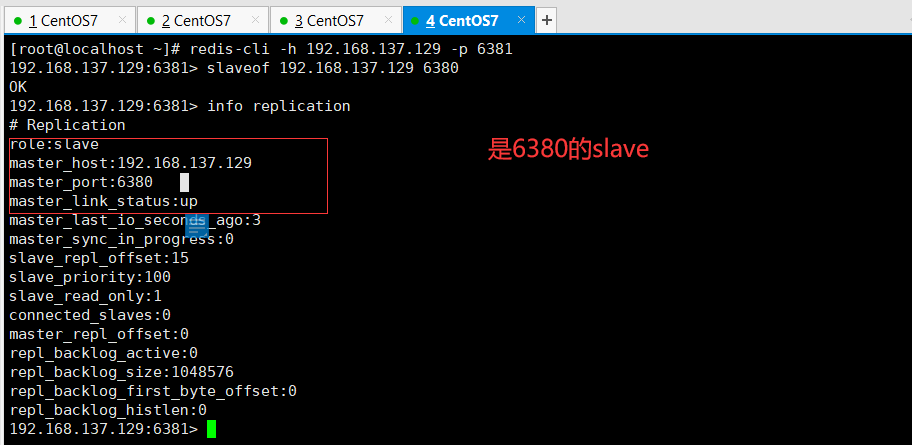 1 CentOS7 × 2 CentOS7 × 3 CentOS7 × 4 CentOS7 × +
[root@localhost ~]# redis-cli -h 192.168.137.129 -p 6381
192.168.137.129:6381> slaveof 192.168.137.129 6380
OK
192.168.137.129:6381> info replication
# Replication
role:slave
是6380的slave
master_host:192.168.137.129
master_port:6380
master_link_status:up
master_last_io_seconds_ago:3
master_sync_in_progress:0
slave_repl_offset:15
slave_priority:100
slave_read_only:1
connected_slaves:0
master_repl_offset:0
repl_backlog_active:0
repl_backlog_size:1048576
repl_backlog_first_byte_offset:0
repl_backlog_histlen:0
192.168.137.129:6381>